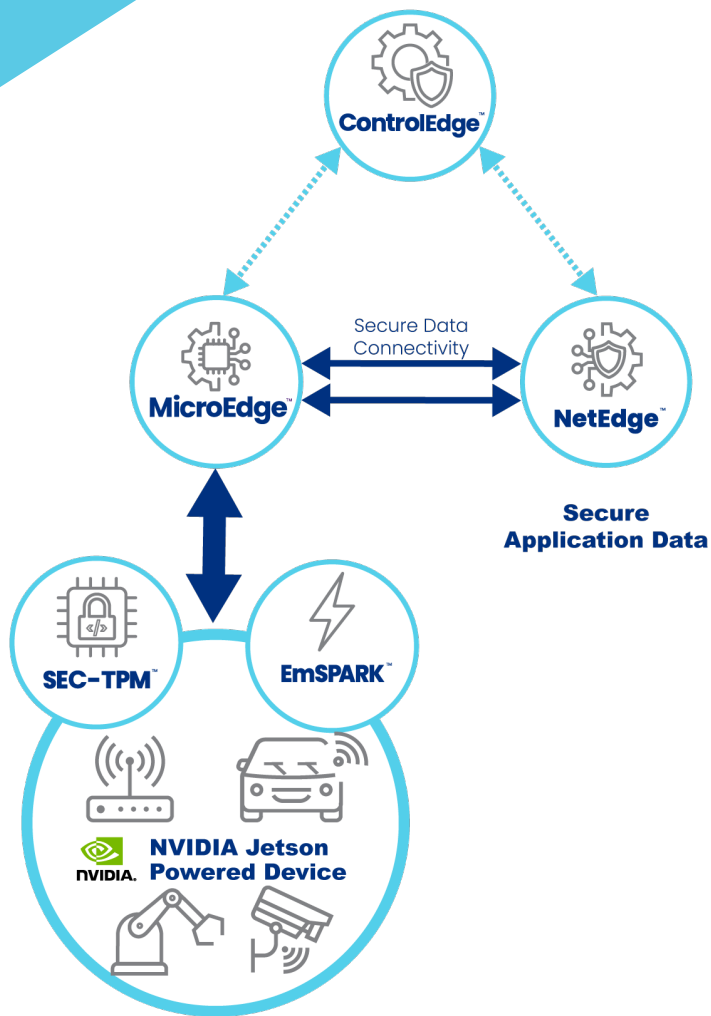 ControlEdge™
Secure Data
Connectivity
MicroEdge™
NetEdge™
Secure
Application Data
SEC-TPM™
</>
EmSPARK™
NVIDIA Jetson
Powered Device
NVIDIA.